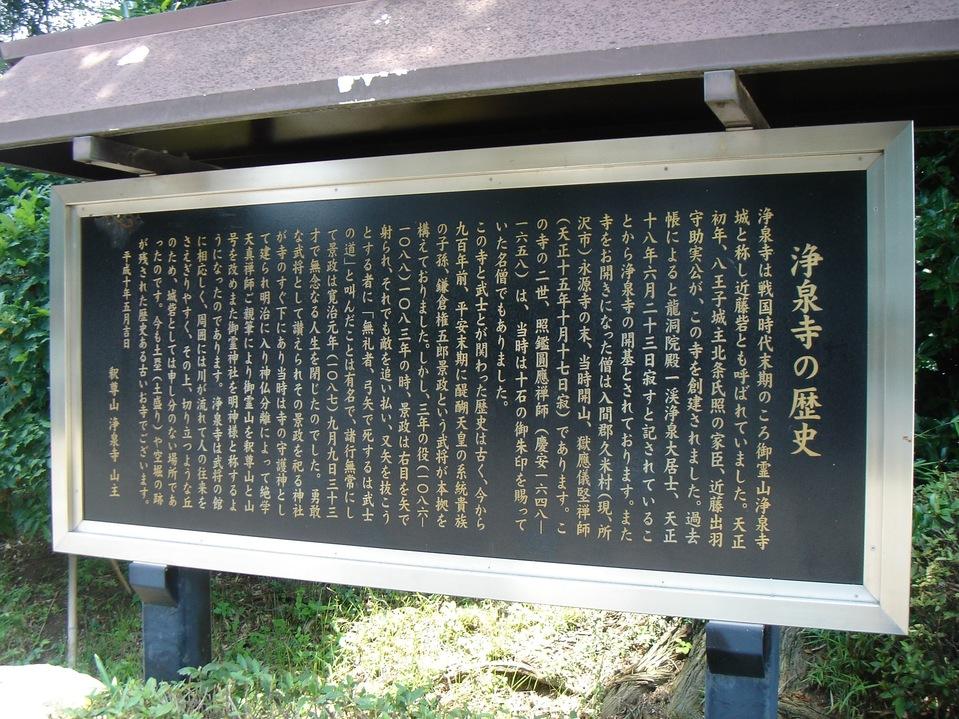 浄泉寺の歴史
浄泉寺は戦国時代末期のころ御霊山浄泉寺
城と称し近藤砦とも呼ばれていました。天正
初年、八王子城主北条氏照の家臣、近藤出羽
守助実公が、この寺を創建されました。過去
帳によると龍洞院殿一渓浄泉大居士、天正
十八年六月二十三日寂すと記されているこ
とから浄泉寺の開基とされております。また
寺をお開きになった僧は入間郡久米村(現、所
沢市)永源寺の末、当時開山、獄應儀堅禅師
(天正十五年十月十七日寂)であります。こ
の寺の二世、照鑑圓應禅師(慶安一六四八―
一六五八)は、当時は十石の御朱印を賜って
いた名僧でもありました。
この寺と武士とが関わった歴史は古く、今から
九百年前、平安末期に醍醐天皇の系統貴族
の子孫、鎌倉権五郎景政という武将が本拠を
構えておりました。しかし、三年の役(一〇八六―
一〇八八)一〇八三年の時、景政は右目を矢で
射られ、それでも敵を追い払い、又矢を抜こう
とする者に「無礼者、弓矢で死するは武士
の道」と叫んだことは有名で、諸行無常にし
て景政は寛治元年(一〇八七)九月九日三十三
才で無念なる人生を閉じたのでした。勇敢
な武将として讃えられその景政を祀る神社
が寺のすぐ下にあり当時は寺の守護神とし
て建られ明治に入り神仏分離によって絶学
天真禅師ご親筆により御霊山を釈尊山と山
号を改めまた御霊神社を明神様と称するよ
うになったのであります。浄泉寺は武将の館
に相応しく、周囲には川が流れて人の往来を
さえぎりやすく、その上、切り立つような丘
のため、城砦としては申し分のない場所であ
ったのです。今も土塁(土盛り)や空堀の跡
が残された歴史ある古いお寺でございます。
平成十年五月吉日
釈尊山 浄泉寺 山主